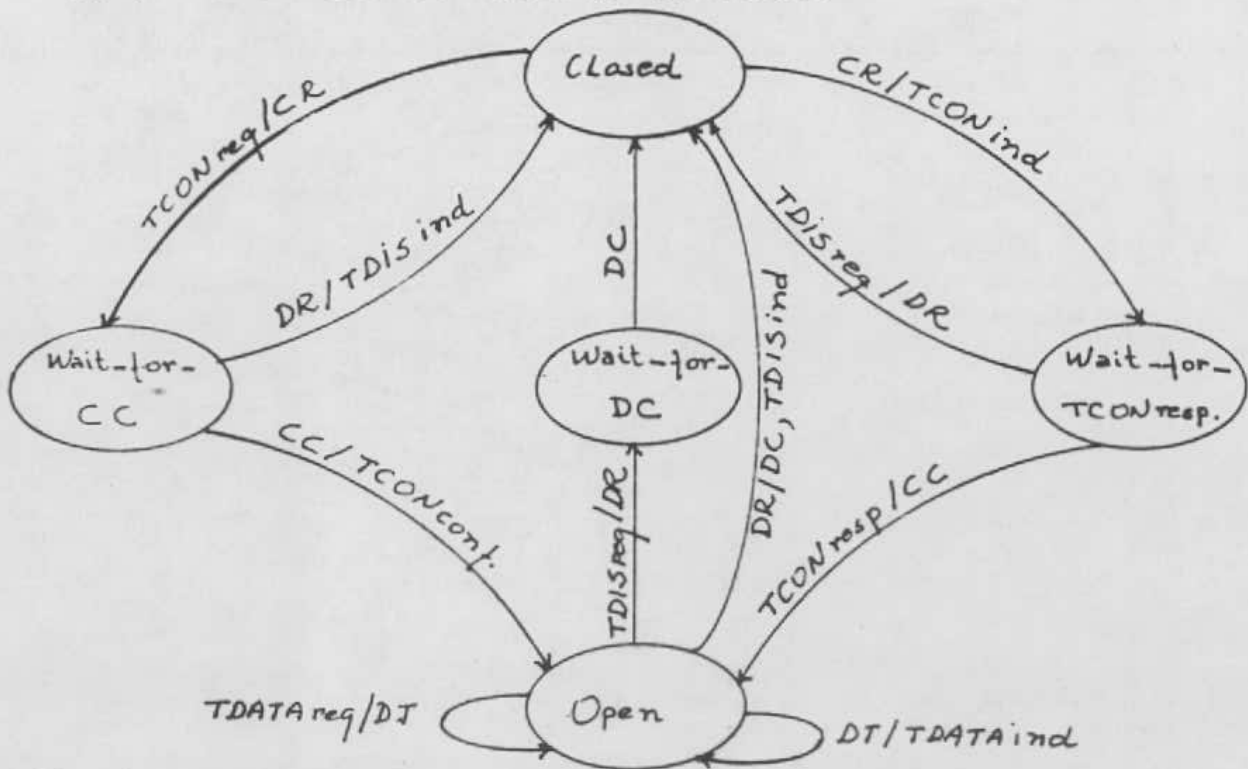 CLosed
TCONreq/CR
CR/TCONind
DR/TDisind
DC
DR/DC, TDISind
TDISreq/DR
Wait-for-
CC
Wait-for-
DC
Wait-for-
TCONresp.
CC/TCONconf.
TDISreq/DR
TCONresp/CC
TDATAreq/DT
Open
DT/TDATAind